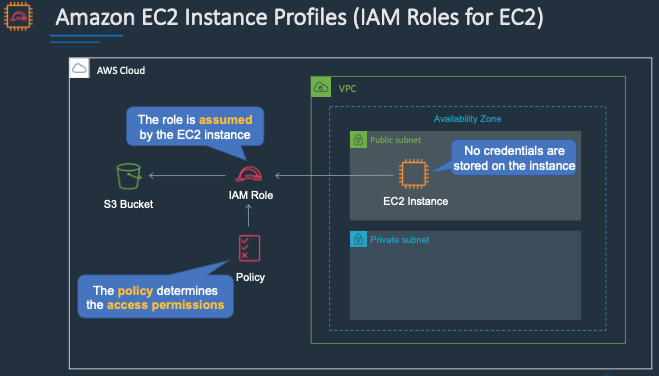 Amazon EC2 Instance Profiles (IAM Roles for EC2)
AWS Cloud
VPC
The role is assumed
by the EC2 instance
Availability Zone
Public subnet
No credentials are
stored on the instance
S3 Bucket
IAM Role
EC2 Instance
Private subnet
Policy
The policy determines
the access permissions